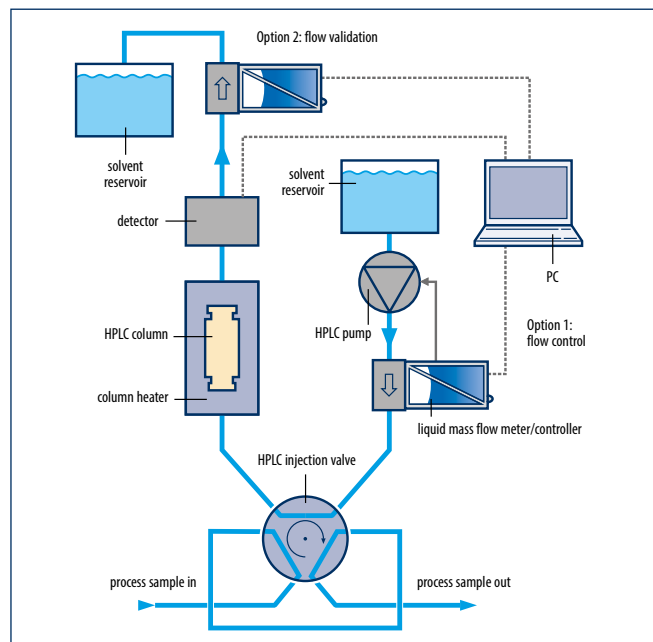 Option 2: flow validation
solvent
reservoir
solvent
reservoir
detector
PC
HPLC pump
Option 1:
flow control
HPLC column
column heater
liquid mass flow meter/controller
HPLC injection valve
process sample in
process sample out